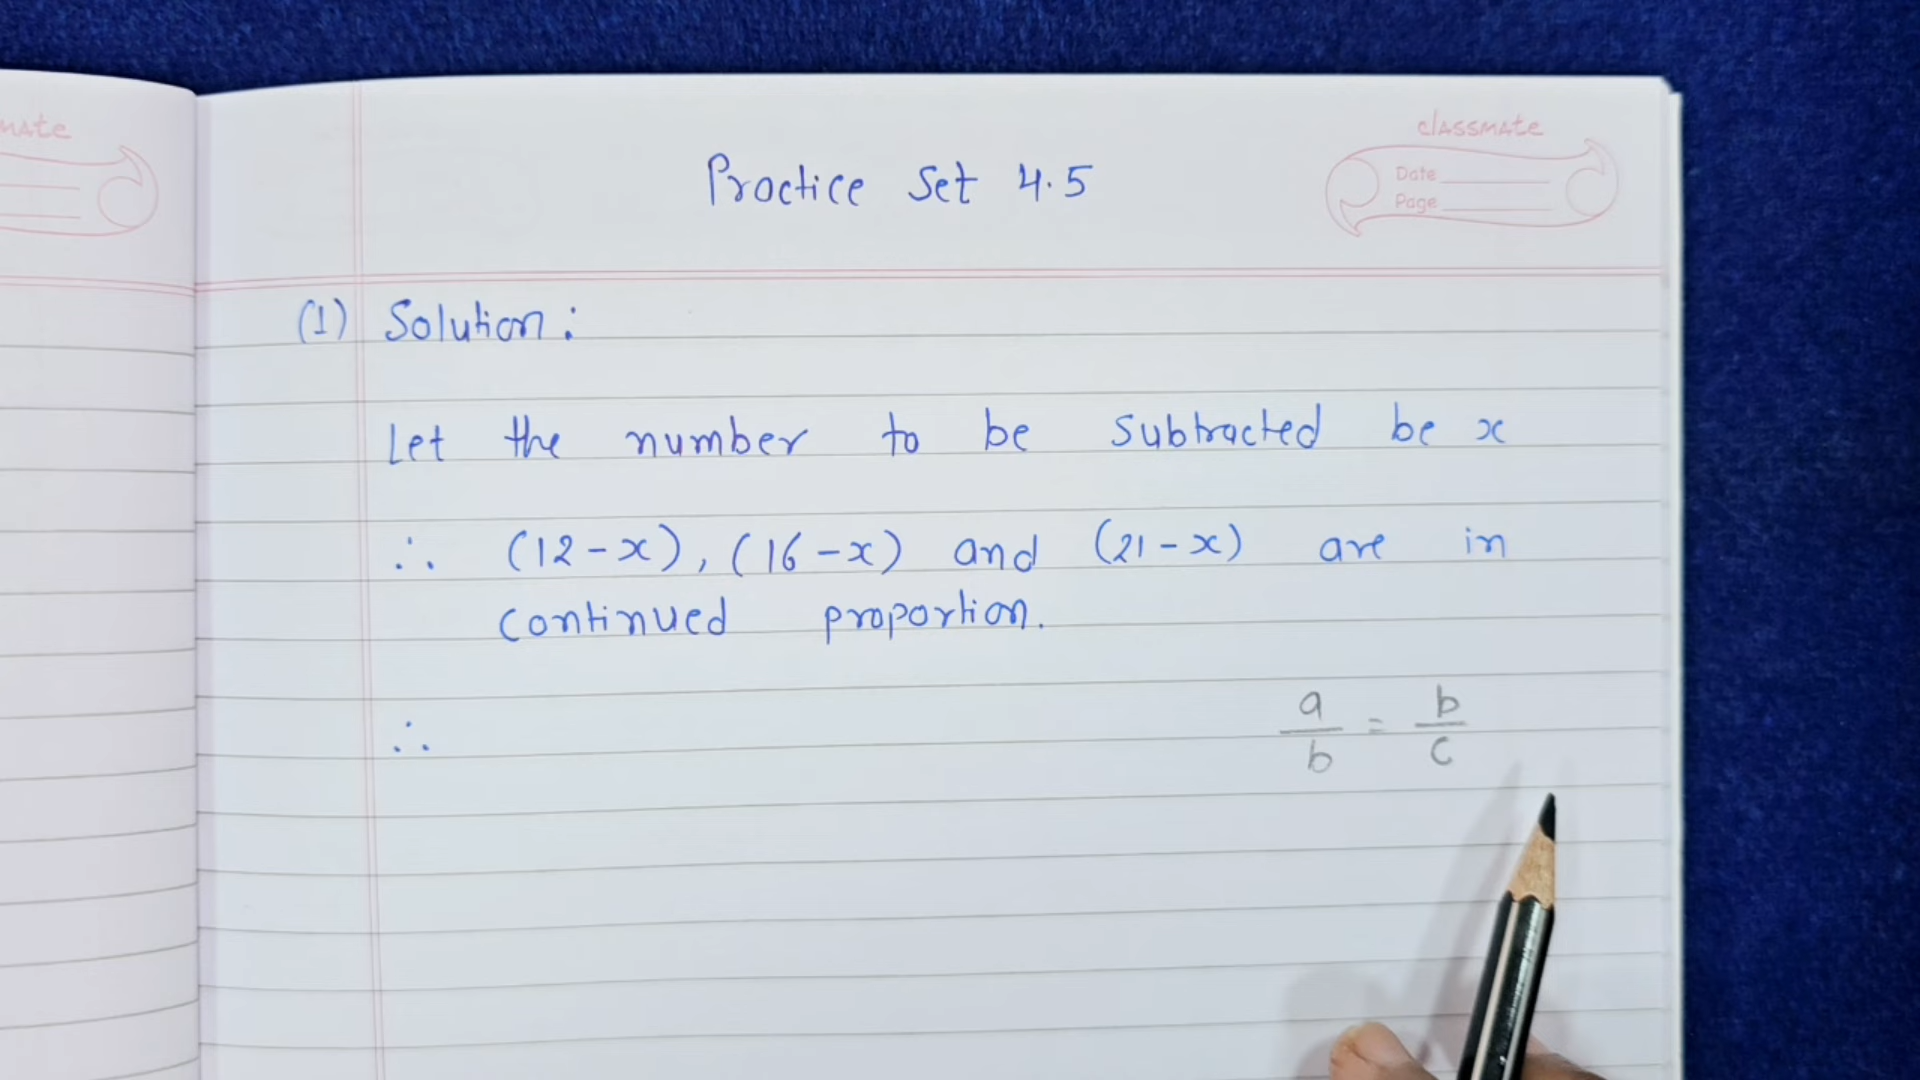 mate
classmate
Date
Page
Practice Set 4.5
(1) Solution:
Let the number to be subtracted be x
∴ (12-x), (16-x) and (21-x) are in
continued proportion.
∴ a/b = b/c